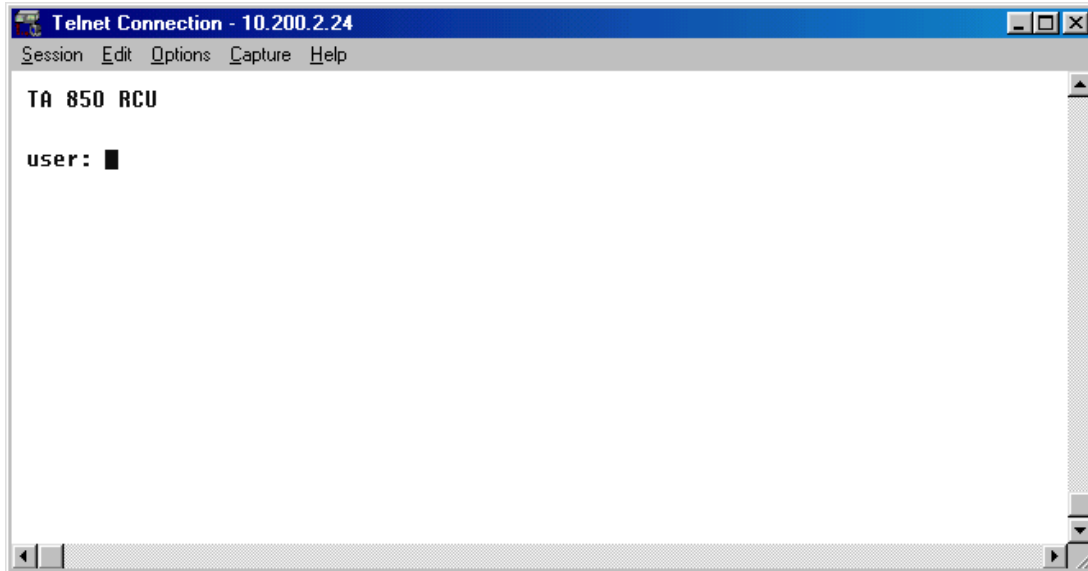 Telnet Connection - 10.200.2.24
Session Edit Options Capture Help
TA 850 RCU
user: